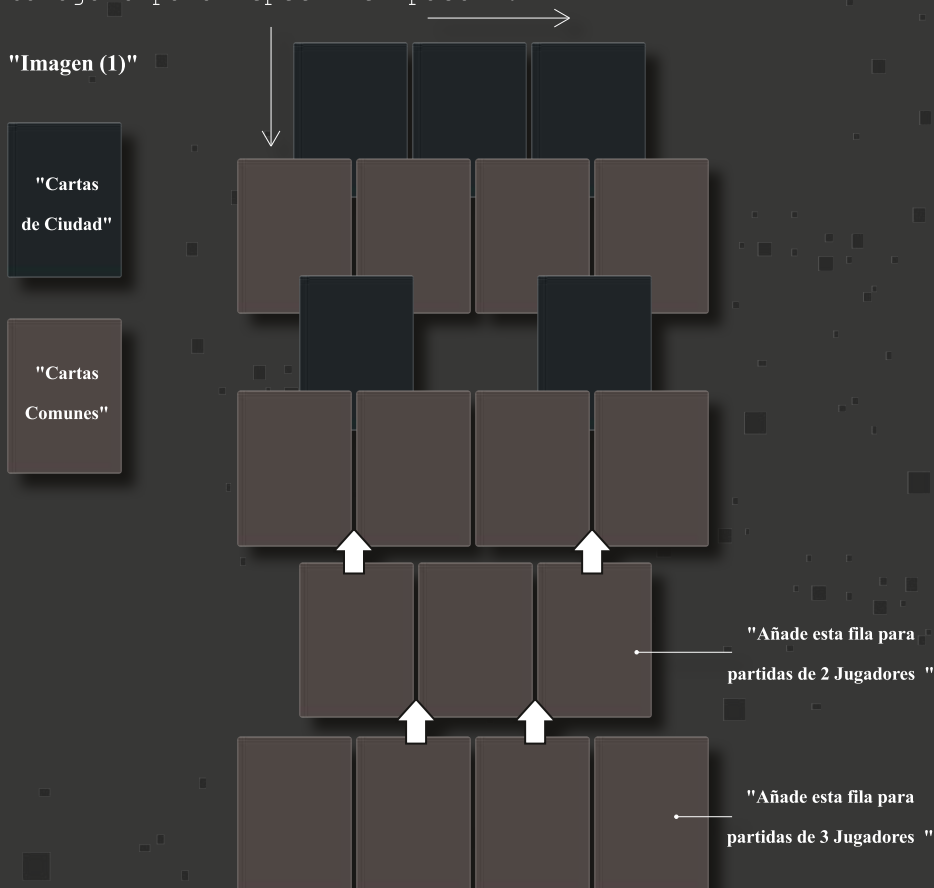 "Imagen (1)"
"Cartas
de Ciudad"
"Cartas
Comunes"
"Añade esta fila para
partidas de 2 Jugadores "
"Añade esta fila para
partidas de 3 Jugadores "